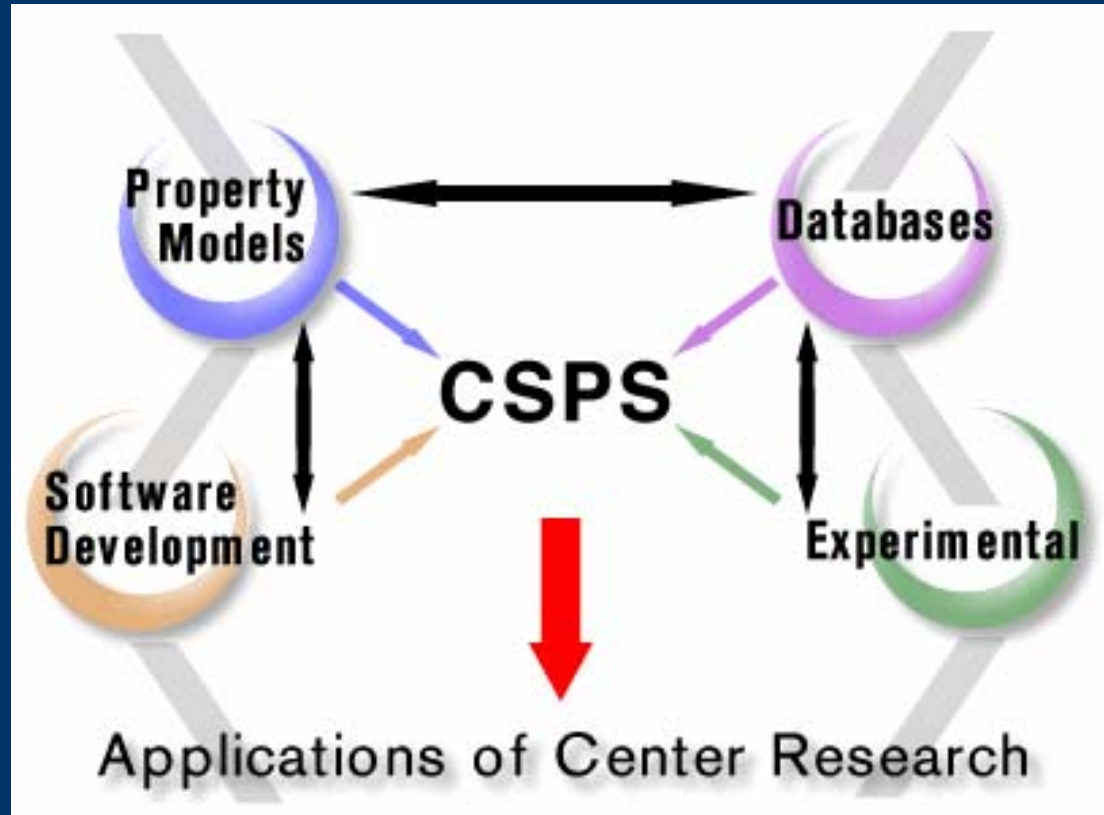 Property
Models
Databases
CSPS
Software
Development
Experimental
Applications of Center Research